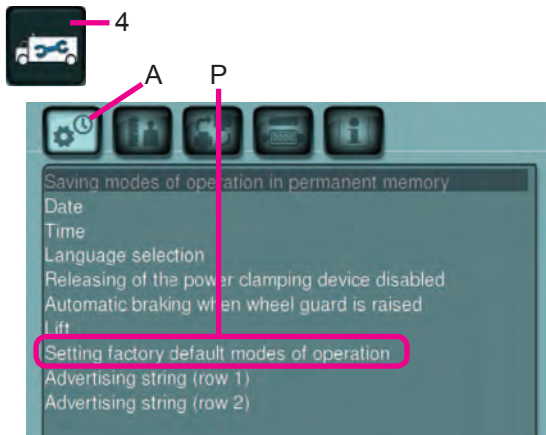 4
A P
Saving modes of operation in permanent memory
Date
Time
Language selection
Releasing of the power clamping device disabled
Automatic braking when wheel guard is raised
Lift
Setting factory default modes of operation
Advertising string (row 1)
Advertising string (row 2)